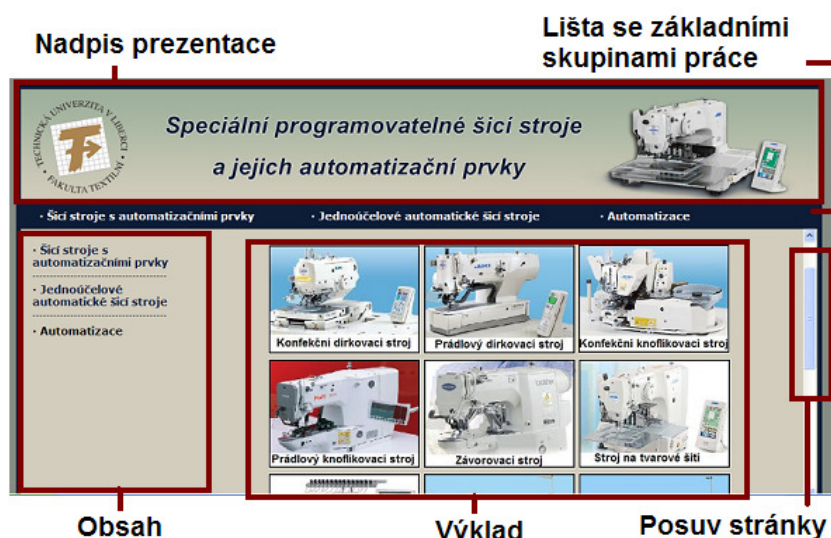 Nadpis prezentace
Lišta se základními
skupinami práce
TECHNICKÁ UNIVERZITA V LIBERCI
FAKULTA TEXTILNÍ
Speciální programovatelné šicí stroje
a jejich automatizační prvky
· Šicí stroje s automatizačními prvky
· Jednoúčelové automatické šicí stroje
· Automatizace
· Šicí stroje s
automatizačními prvky
· Jednoúčelové
automatické šicí stroje
· Automatizace
Konfekční dírkovací stroj
Prádlový dírkovací stroj
Konfekční knoflíkovací stroj
Prádlový knoflíkovací stroj
Závorovací stroj
Stroj na tvarové šití
Obsah
Výklad
Posuv stránky